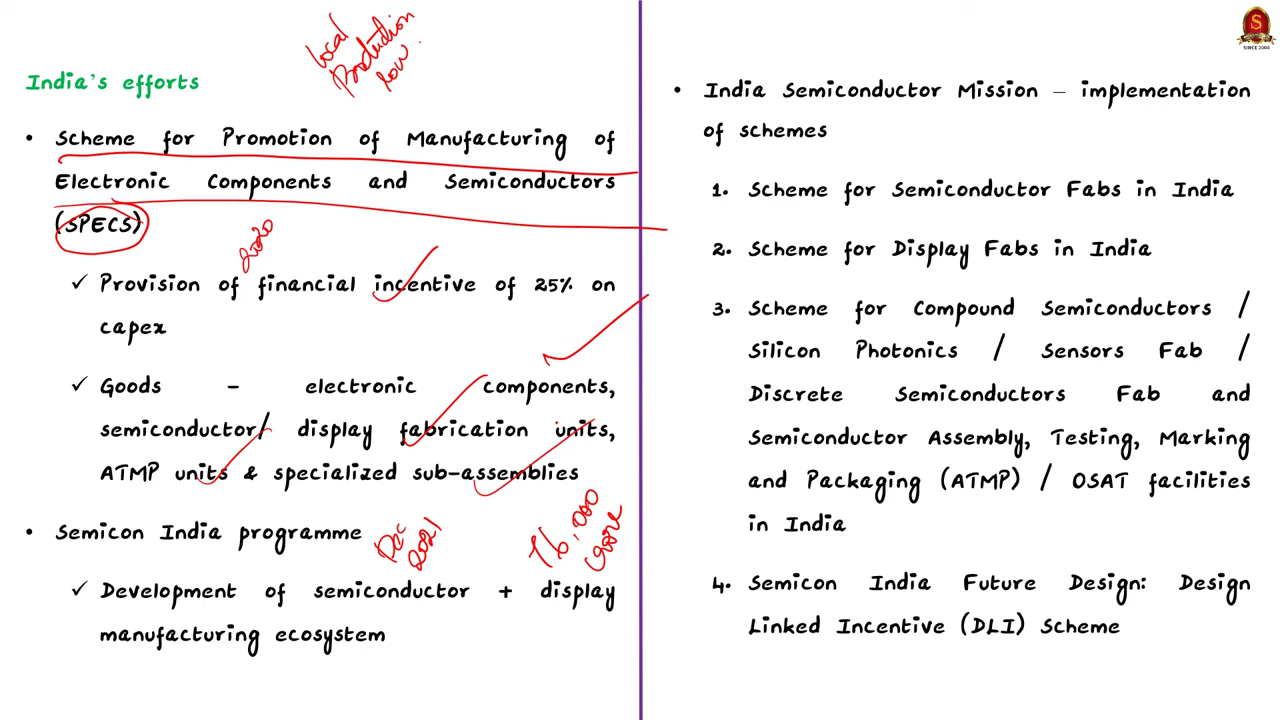 local
Production
low
India's efforts
• Scheme for Promotion of Manufacturing of
Electronic Components and Semiconductors
(SPECS)
2020
✓ Provision of financial incentive of 25% on
capex
✓ Goods - electronic components,
semiconductor/ display fabrication units,
ATMP units & specialized sub-assemblies
• Semicon India programme
Dec
2021
76,000
crore
✓ Development of semiconductor + display
manufacturing ecosystem
S
SINCE 2004
• India Semiconductor Mission – implementation
of schemes
1. Scheme for Semiconductor Fabs in India
2. Scheme for Display Fabs in India
3. Scheme for Compound Semiconductors /
Silicon Photonics / Sensors Fab /
Discrete Semiconductors Fab and
Semiconductor Assembly, Testing, Marking
and Packaging (ATMP) / OSAT facilities
in India
4. Semicon India Future Design: Design
Linked Incentive (DLI) Scheme